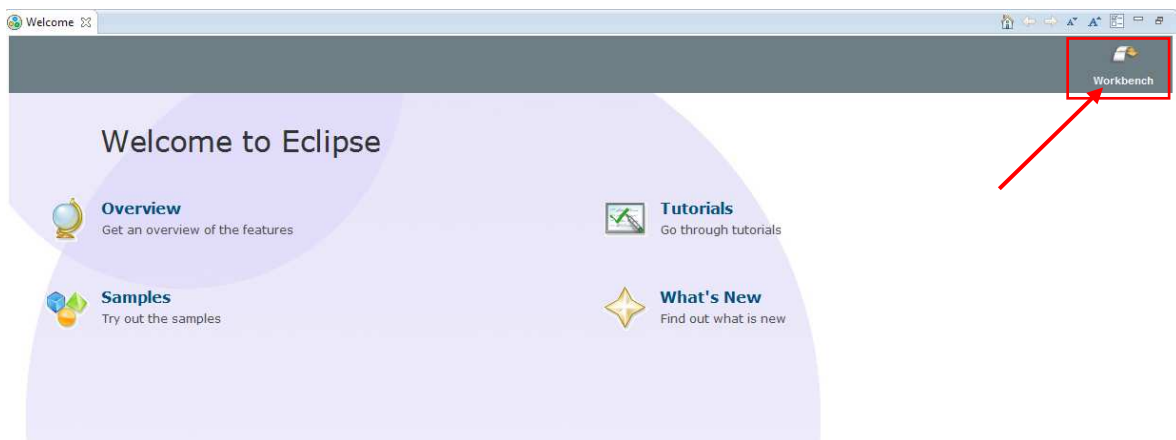 Welcome
Workbench
Welcome to Eclipse
Overview
Get an overview of the features
Tutorials
Go through tutorials
Samples
Try out the samples
What's New
Find out what is new